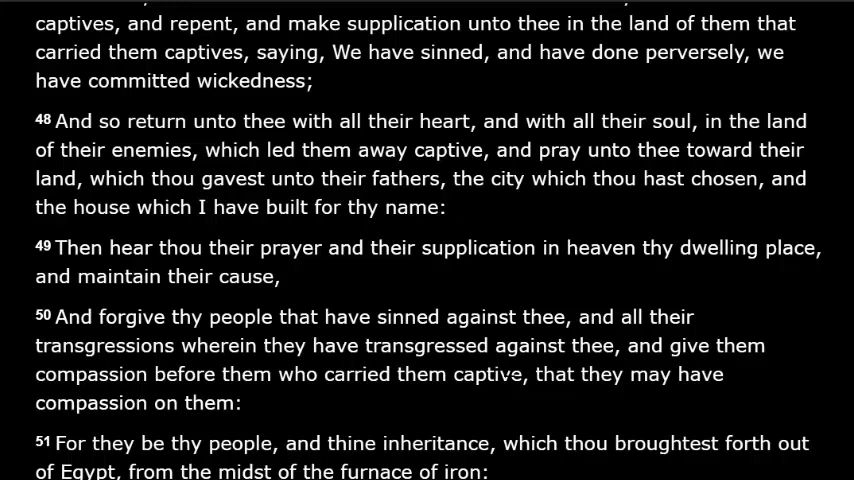 captives, and repent, and make supplication unto thee in the land of them that
carried them captives, saying, We have sinned, and have done perversely, we
have committed wickedness;
48 And so return unto thee with all their heart, and with all their soul, in the land
of their enemies, which led them away captive, and pray unto thee toward their
land, which thou gavest unto their fathers, the city which thou hast chosen, and
the house which I have built for thy name:
49 Then hear thou their prayer and their supplication in heaven thy dwelling place,
and maintain their cause,
50 And forgive thy people that have sinned against thee, and all their
transgressions wherein they have transgressed against thee, and give them
compassion before them who carried them captive, that they may have
compassion on them:
51 For they be thy people, and thine inheritance, which thou broughtest forth out
of Egypt, from the midst of the furnace of iron: